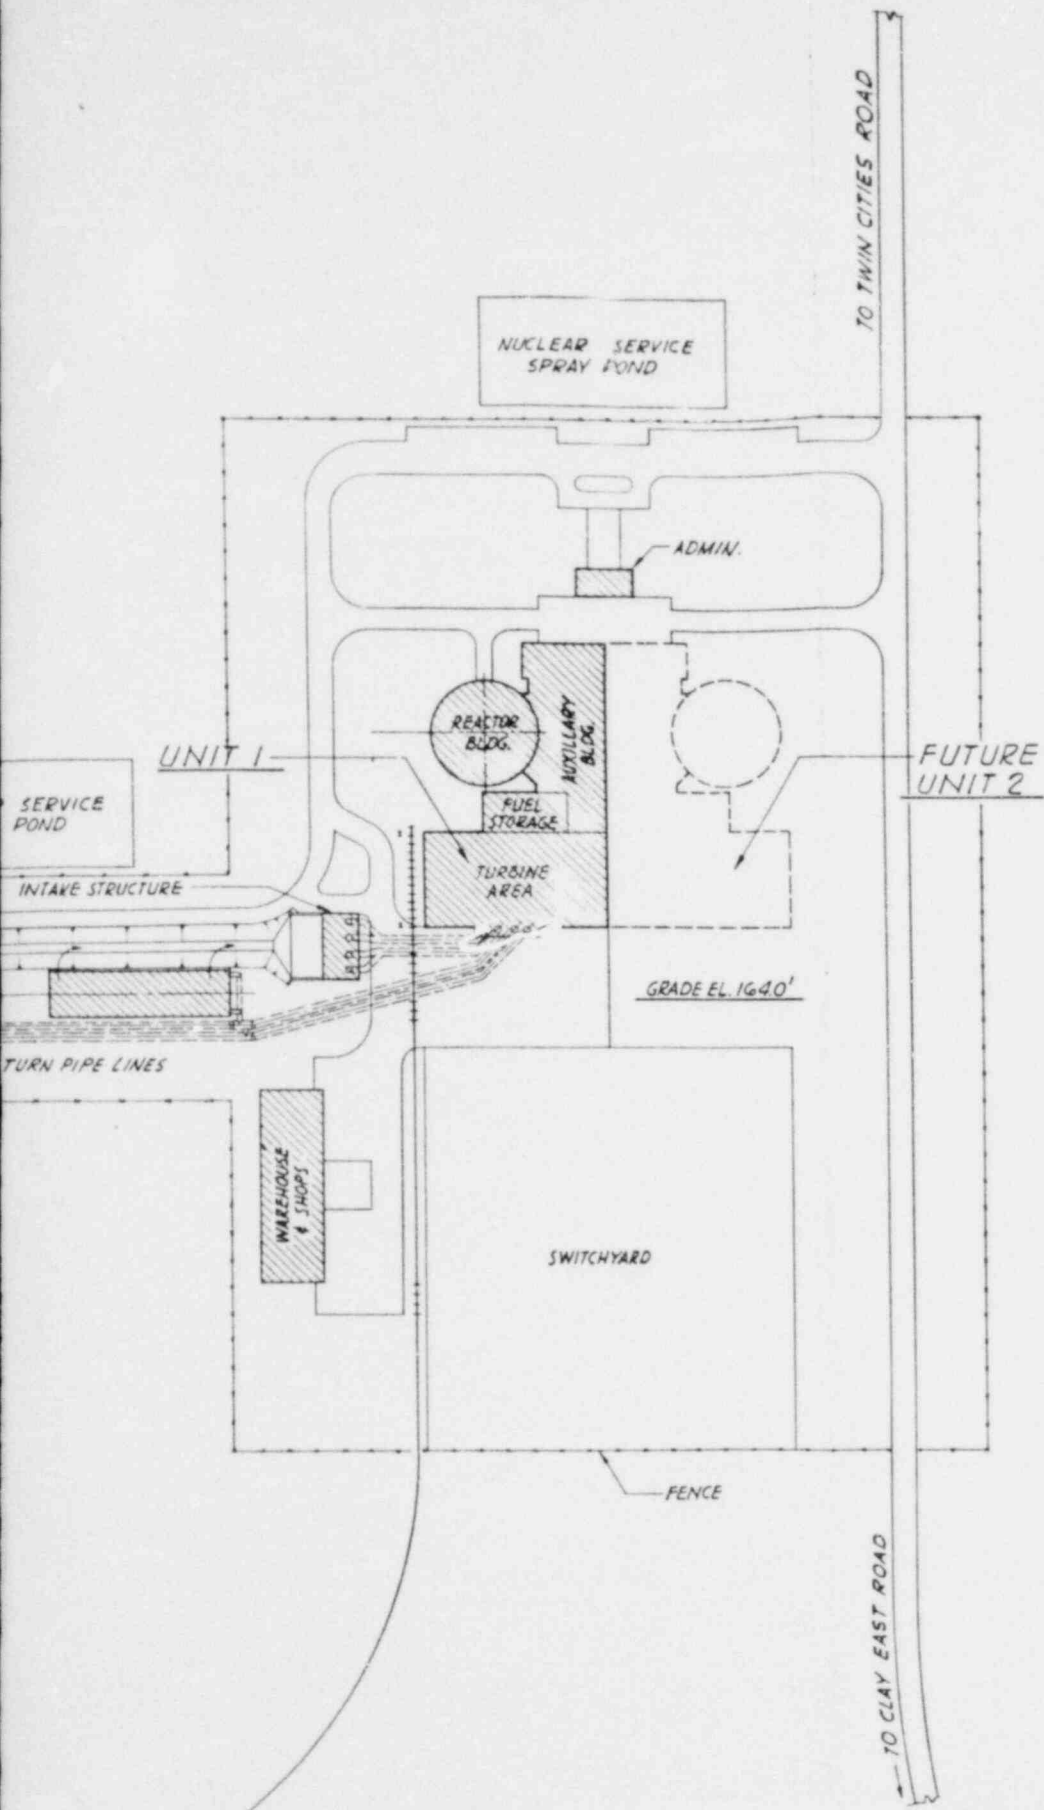 TO TWIN CITIES ROAD
NUCLEAR SERVICE
SPRAY POND
ADMIN.
REACTOR
BLDG.
AUXILLARY
BLDG.
UNIT 1
FUTURE
UNIT 2
FUEL
STORAGE
SERVICE
POND
TURBINE
AREA
INTAKE STRUCTURE
GRADE EL. 164.0'
TURN PIPE LINES
WAREHOUSE
& SHOPS
SWITCHYARD
FENCE
TO CLAY EAST ROAD